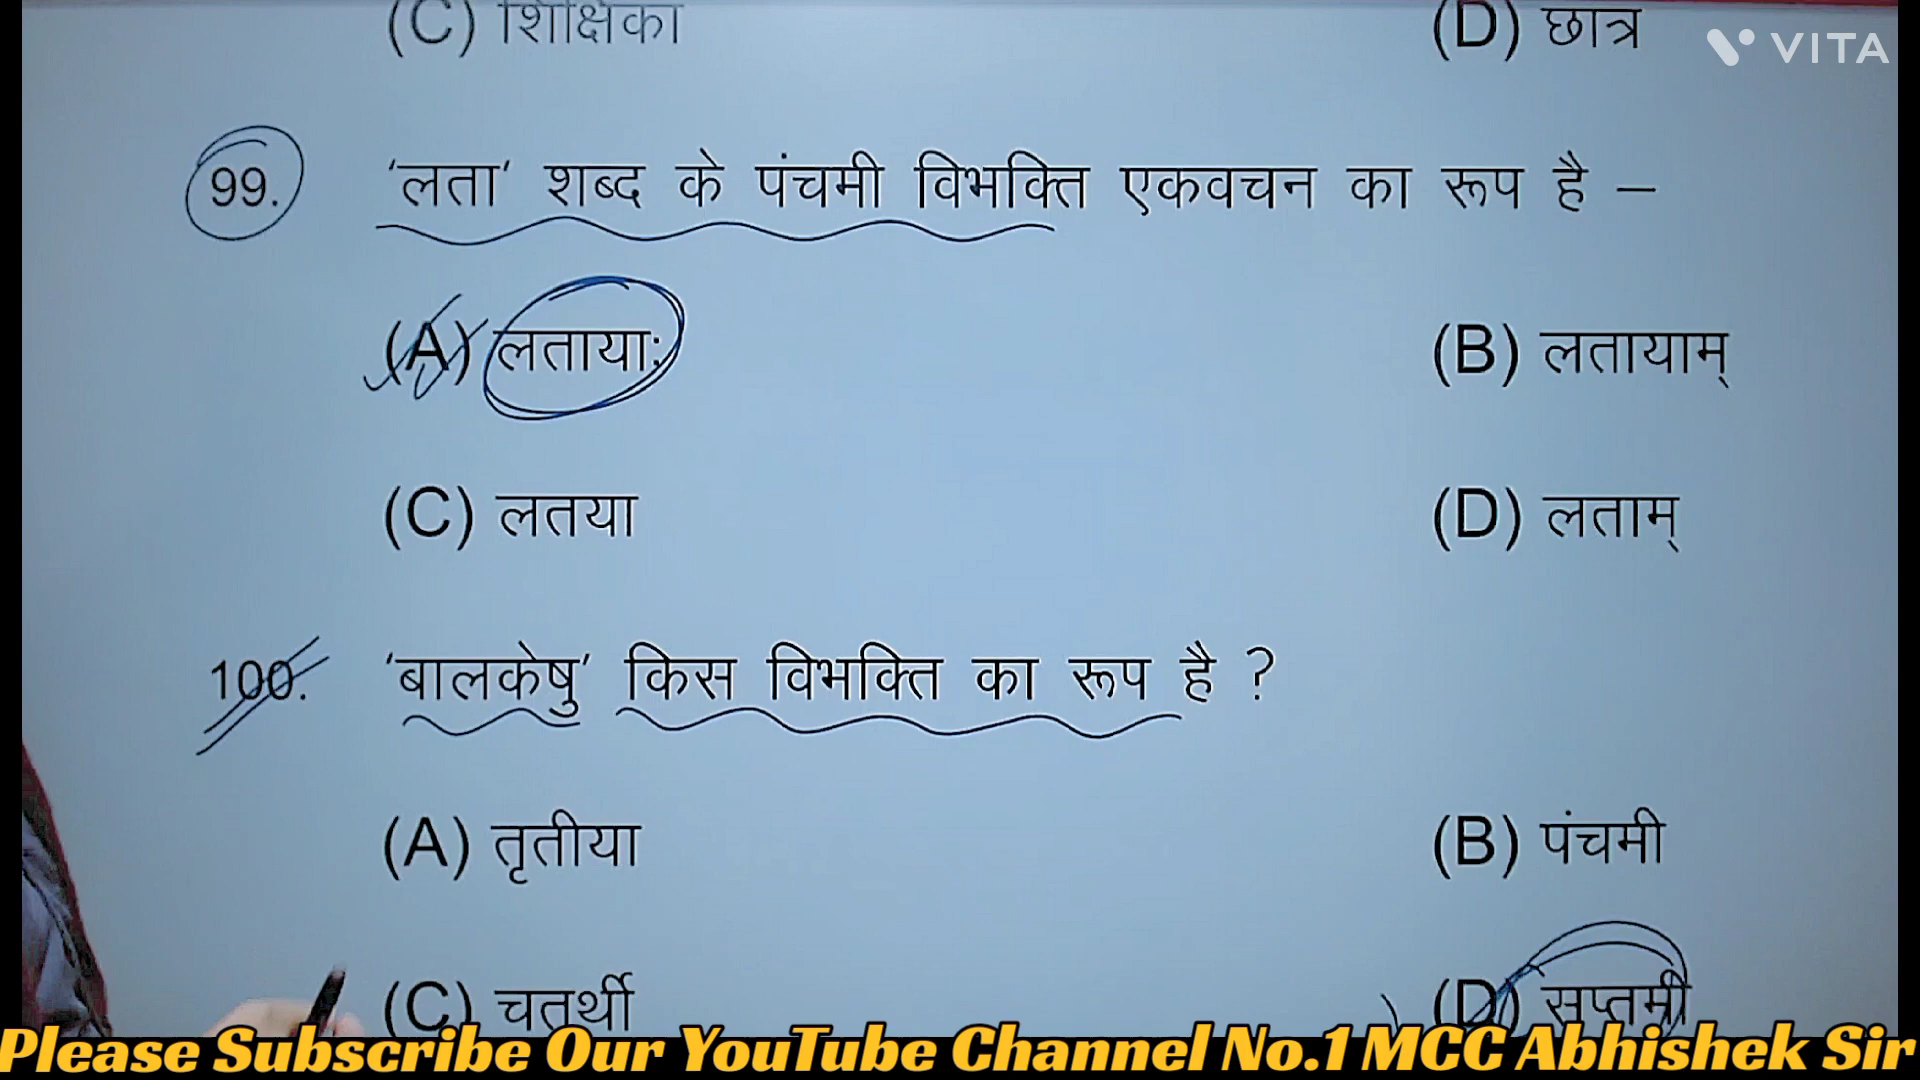 (C) शिक्षिका (D) छात्र
VITA
99. 'लता' शब्द के पंचमी विभक्ति एकवचन का रूप है –
(A) लतायाः (B) लतायाम्
(C) लतया (D) लताम्
100. 'बालकेषु' किस विभक्ति का रूप है ?
(A) तृतीया (B) पंचमी
(C) चतुर्थी (D) सप्तमी
Please Subscribe Our YouTube Channel No.1 MCC Abhishek Sir